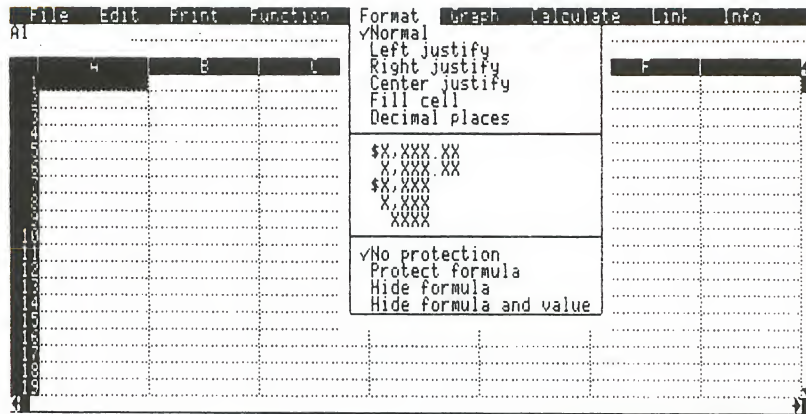 File Edit Print Function Format Graph Calculate Link Info
A1
√Normal
Left justify
Right justify
Center justify
Fill cell
Decimal places
A B C F
$X,XXX.XX
X,XXX.XX
$X,XXX
X,XXX
XXXX
√No protection
Protect formula
Hide formula
Hide formula and value
1
2
3
4
5
6
7
8
9
10
11
12
13
14
15
16
17
18
19